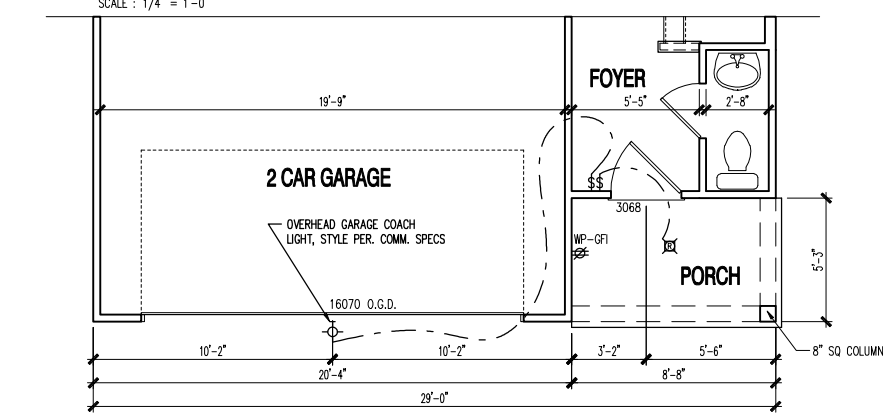 SCALE : 1/4" = 1'-0
FOYER
19'-9"
5'-5"
2'-8"
2 CAR GARAGE
$$
3068
OVERHEAD GARAGE COACH
LIGHT, STYLE PER. COMM. SPECS
WP-GFI
R
5'-3"
PORCH
16070 O.G.D.
10'-2"
10'-2"
3'-2"
5'-6"
8" SQ COLUMN
20'-4"
8'-8"
29'-0"